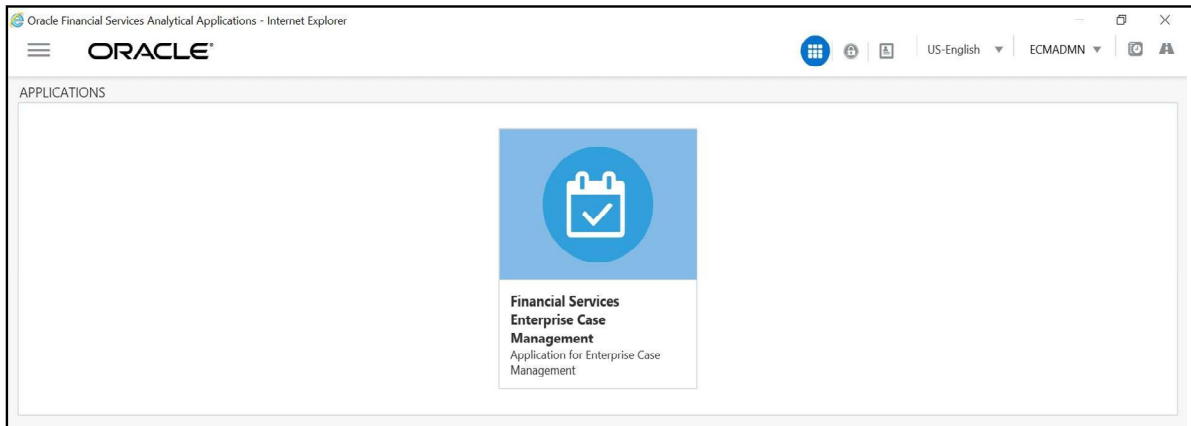 Oracle Financial Services Analytical Applications - Internet Explorer
ORACLE®
US-English
ECMADMN
APPLICATIONS
Financial Services
Enterprise Case
Management
Application for Enterprise Case
Management